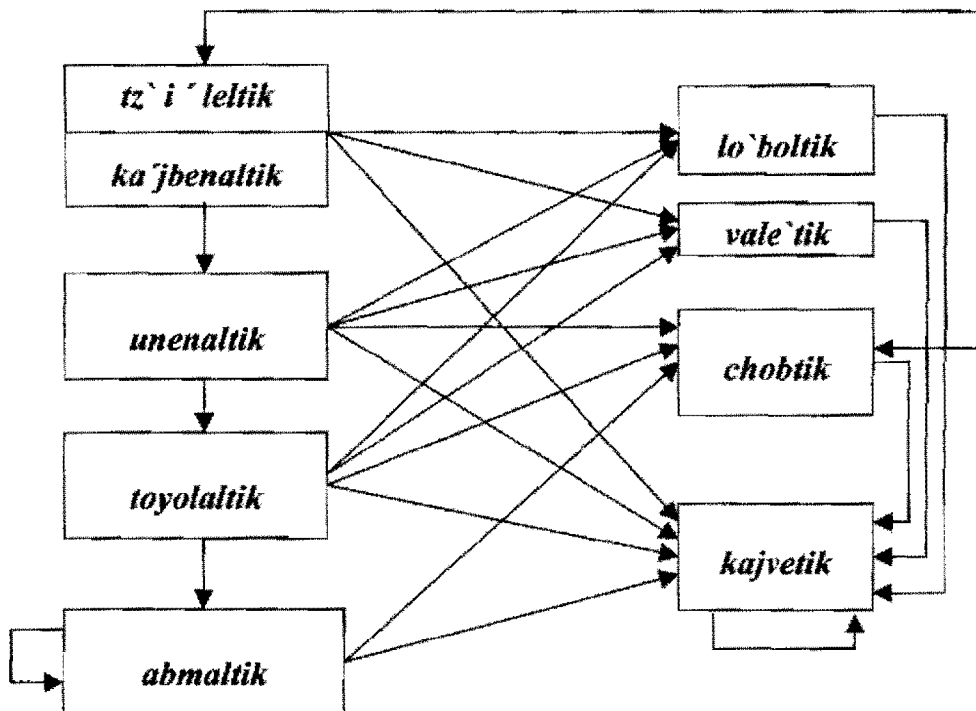 tz` i ´ leltik
ka´jbenaltik
unenaltik
toyolaltik
abmaltik
lo`boltik
vale`tik
chobtik
kajvetik